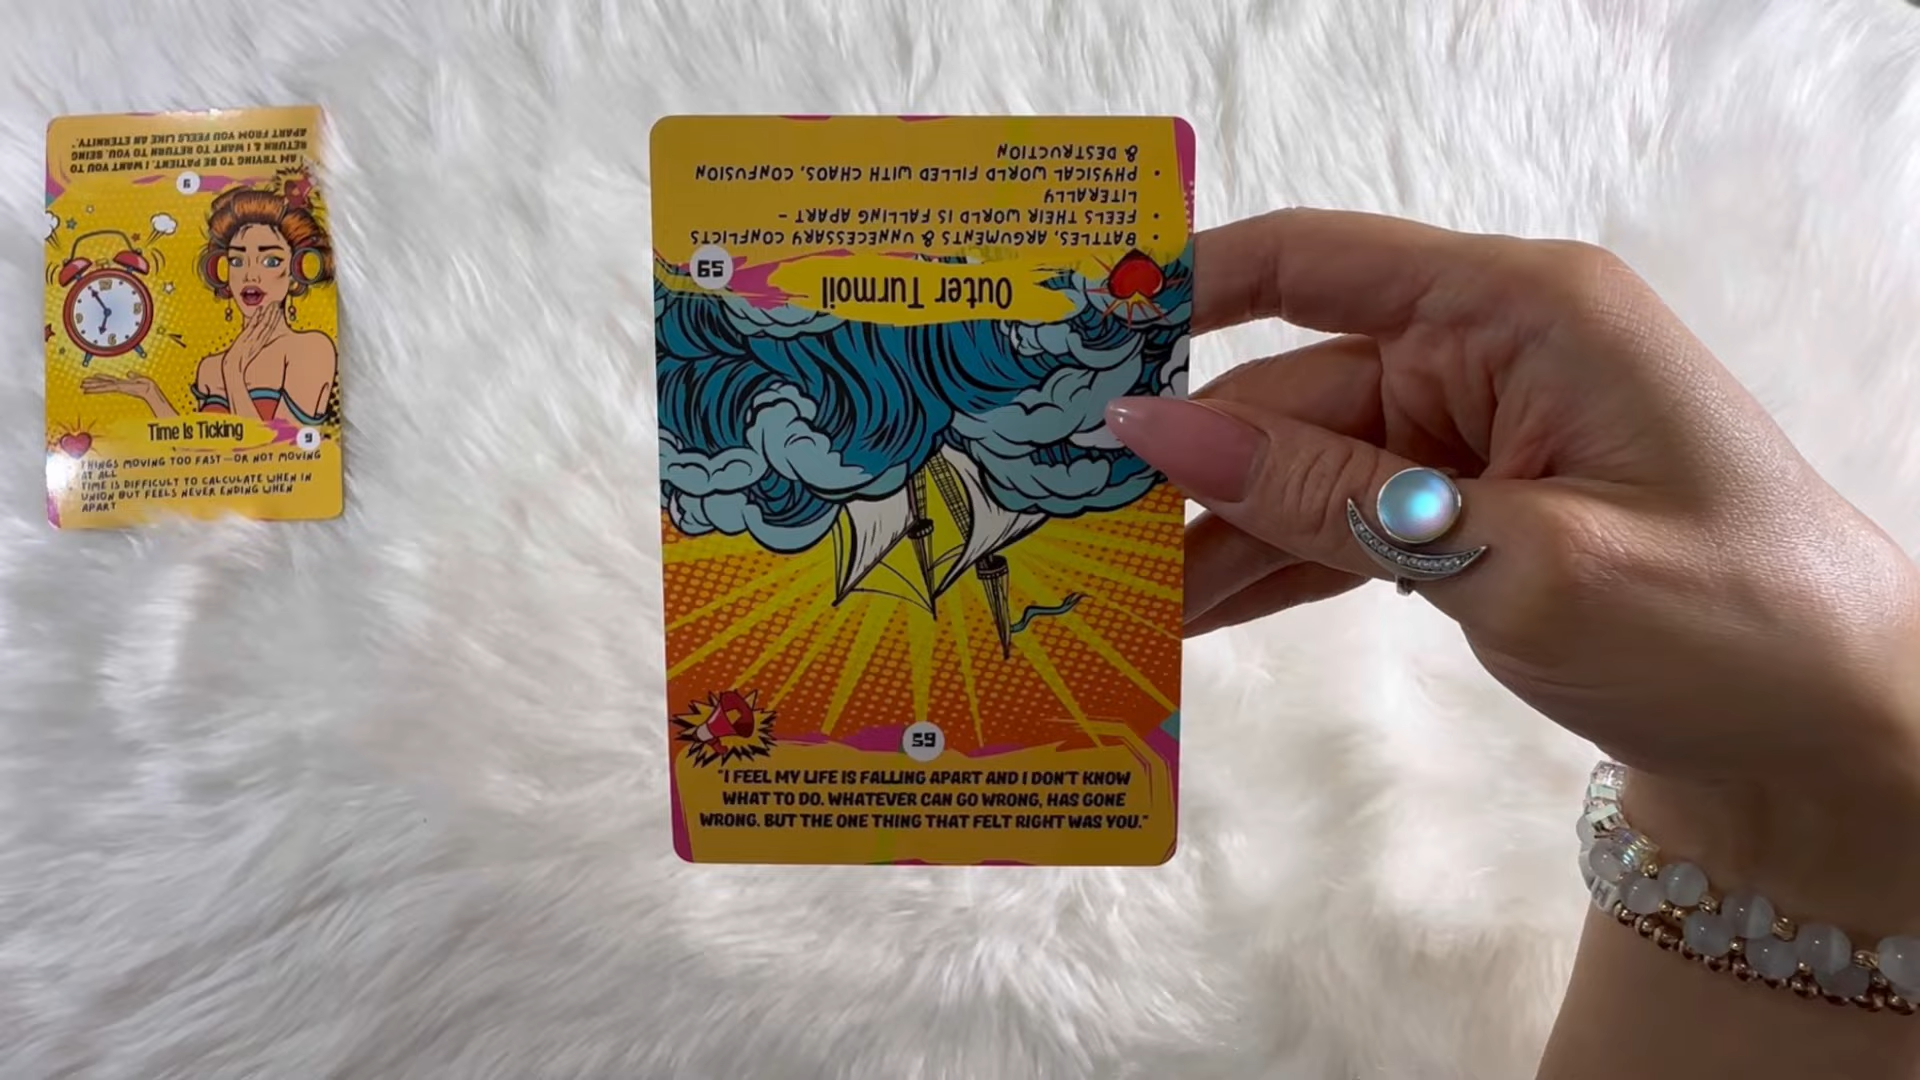 I AM TRYING TO BE PATIENT. I WANT YOU TO
RETURN & I WANT TO RETURN TO YOU. BEING
APART FROM YOU FEELS LIKE AN ETERNITY."
9
Time Is Ticking
9
THINGS MOVING TOO FAST—OR NOT MOVING
AT ALL
TIME IS DIFFICULT TO CALCULATE WHEN IN
UNION BUT FEELS NEVER ENDING WHEN
APART
59
Outer Turmoil
• BATTLES, ARGUMENTS & UNNECESSARY CONFLICTS
• FEELS THEIR WORLD IS FALLING APART –
LITERALLY
• PHYSICAL WORLD FILLED WITH CHAOS, CONFUSION
& DESTRUCTION
59
"I FEEL MY LIFE IS FALLING APART AND I DON'T KNOW
WHAT TO DO. WHATEVER CAN GO WRONG, HAS GONE
WRONG. BUT THE ONE THING THAT FELT RIGHT WAS YOU."